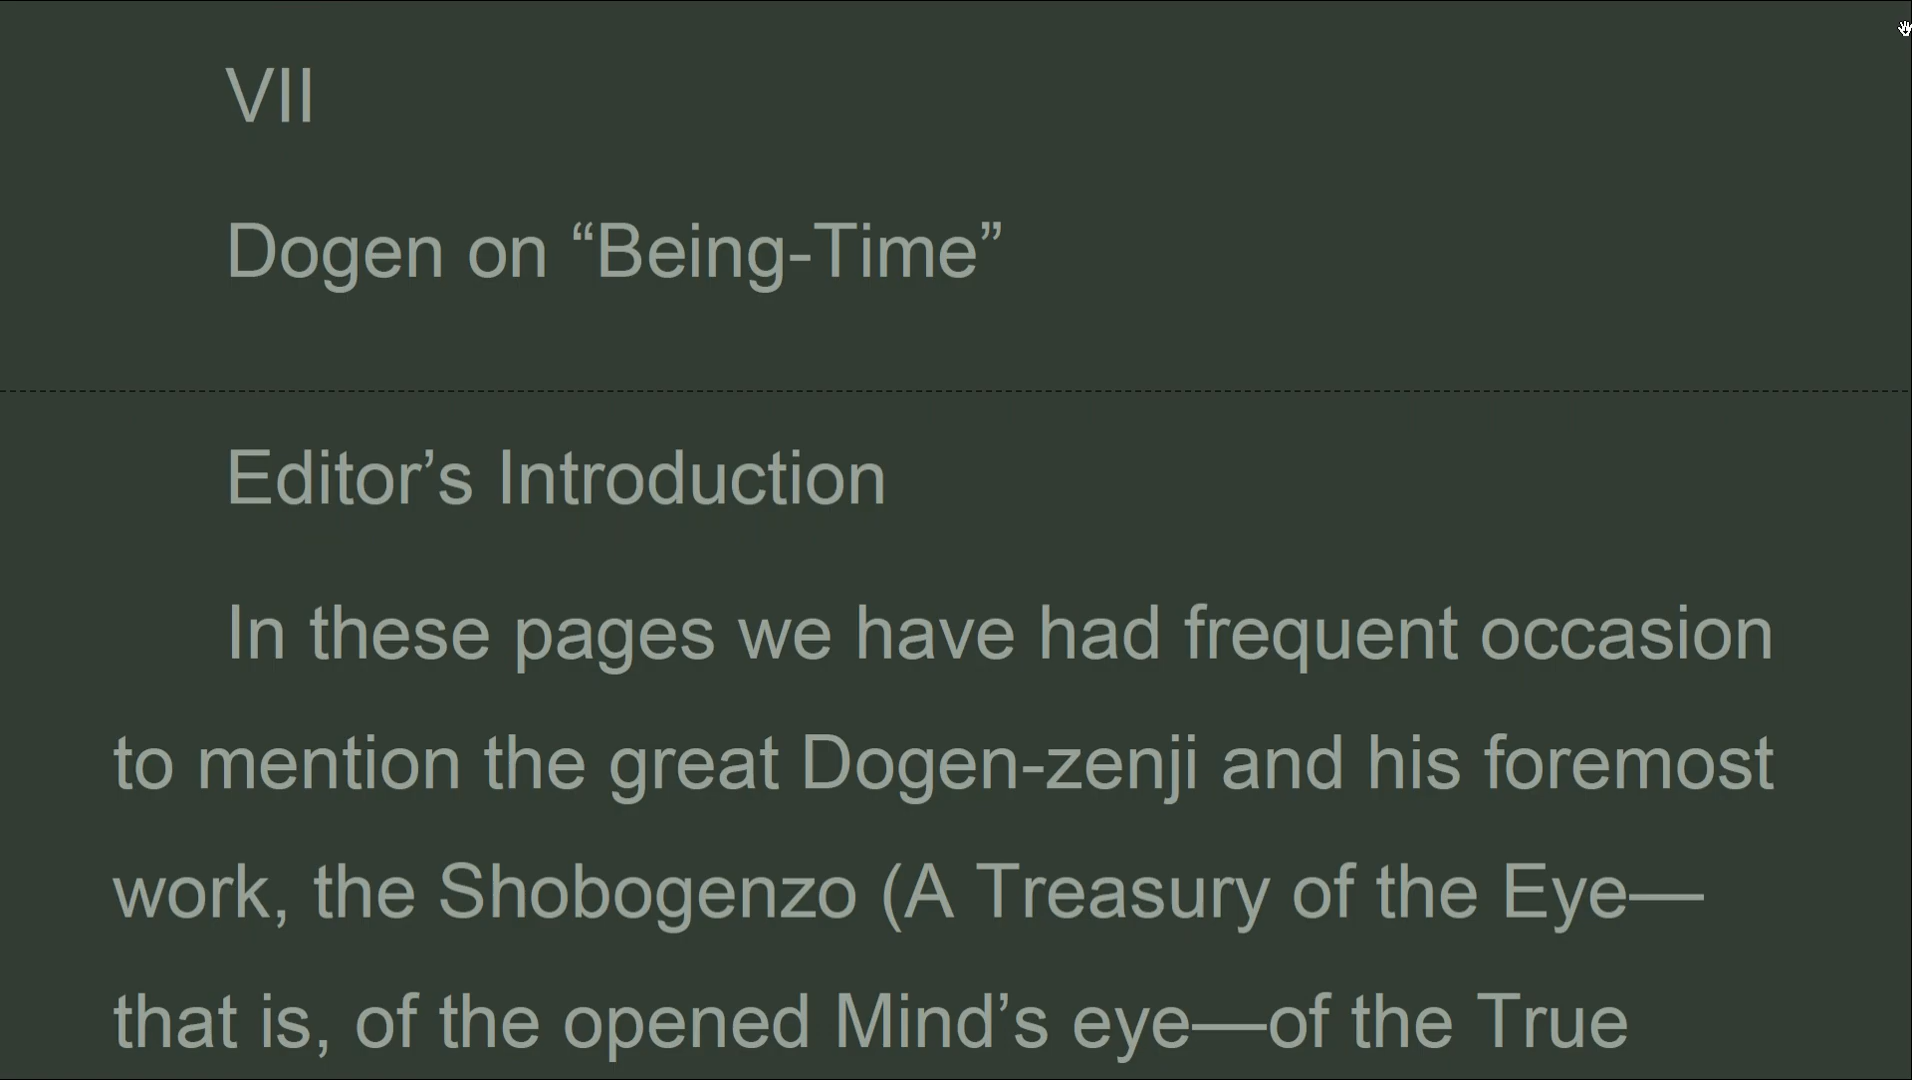 VII
Dogen on “Being-Time”
Editor’s Introduction
In these pages we have had frequent occasion
to mention the great Dogen-zenji and his foremost
work, the Shobogenzo (A Treasury of the Eye—
that is, of the opened Mind’s eye—of the True